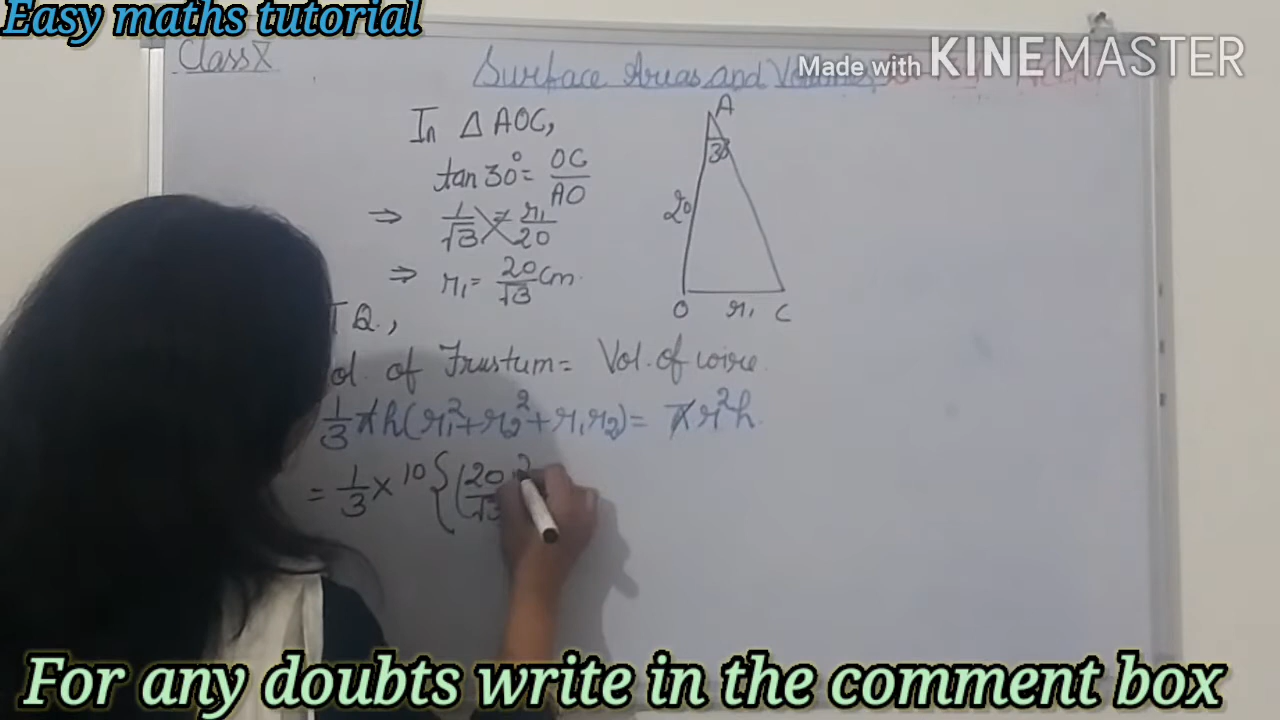 Easy maths tutorial
Made with KINEMASTER
Class X
Surface Areas and Volumes
In △ AOC,
tan 30° = OC/AO
⇒ 1/√3 = r₁/20
⇒ r₁ = 20/√3 cm.
Q.,
of Frustum = Vol. of wire.
1/3 πh(r₁² + r₂² + r₁r₂) = πr²h.
= 1/3 × 10 {(20/√3 ²
A
30
20
O r₁ C
For any doubts write in the comment box